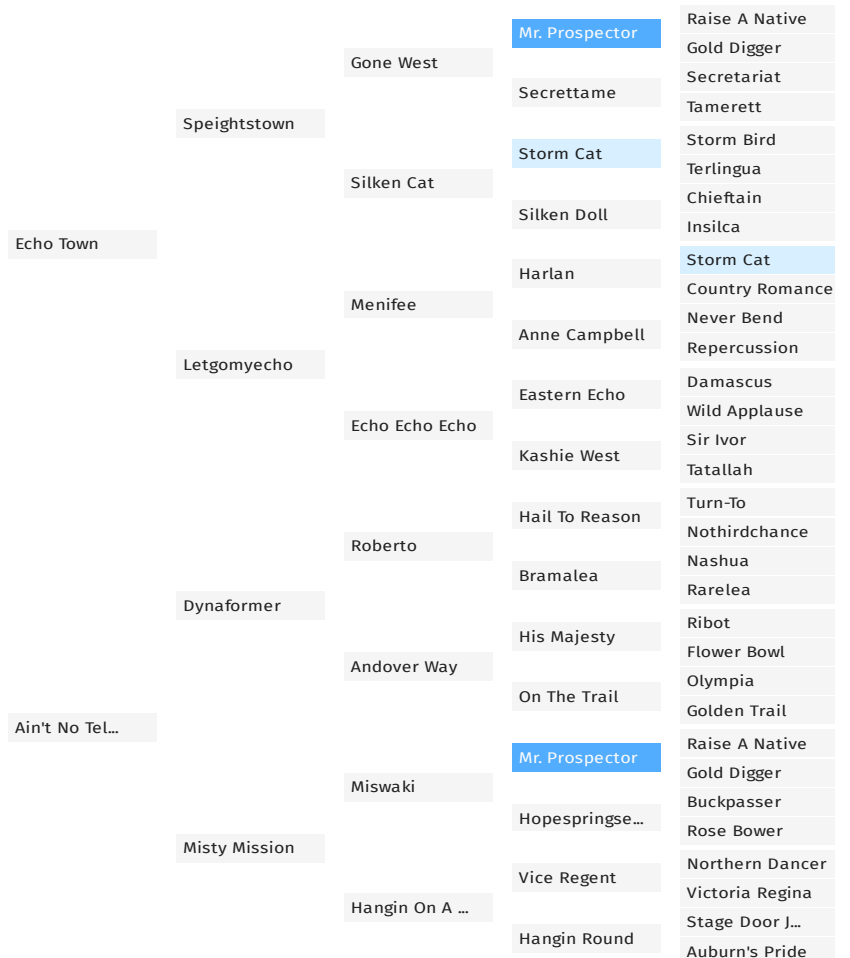 Mr. Prospector
Raise A Native
Gold Digger
Gone West
Secrettame
Secretariat
Tamerett
Speightstown
Storm Cat
Storm Bird
Terlingua
Silken Cat
Silken Doll
Chieftain
Insilca
Echo Town
Harlan
Storm Cat
Country Romance
Menifee
Anne Campbell
Never Bend
Repercussion
Letgomyecho
Eastern Echo
Damascus
Wild Applause
Echo Echo Echo
Kashie West
Sir Ivor
Tatallah
Hail To Reason
Turn-To
Nothirdchance
Roberto
Bramalea
Nashua
Rarelea
Dynaformer
His Majesty
Ribot
Flower Bowl
Andover Way
On The Trail
Olympia
Golden Trail
Ain't No Tel...
Mr. Prospector
Raise A Native
Gold Digger
Miswaki
Hopespringse...
Buckpasser
Rose Bower
Misty Mission
Vice Regent
Northern Dancer
Victoria Regina
Hangin On A ...
Hangin Round
Stage Door J...
Auburn's Pride